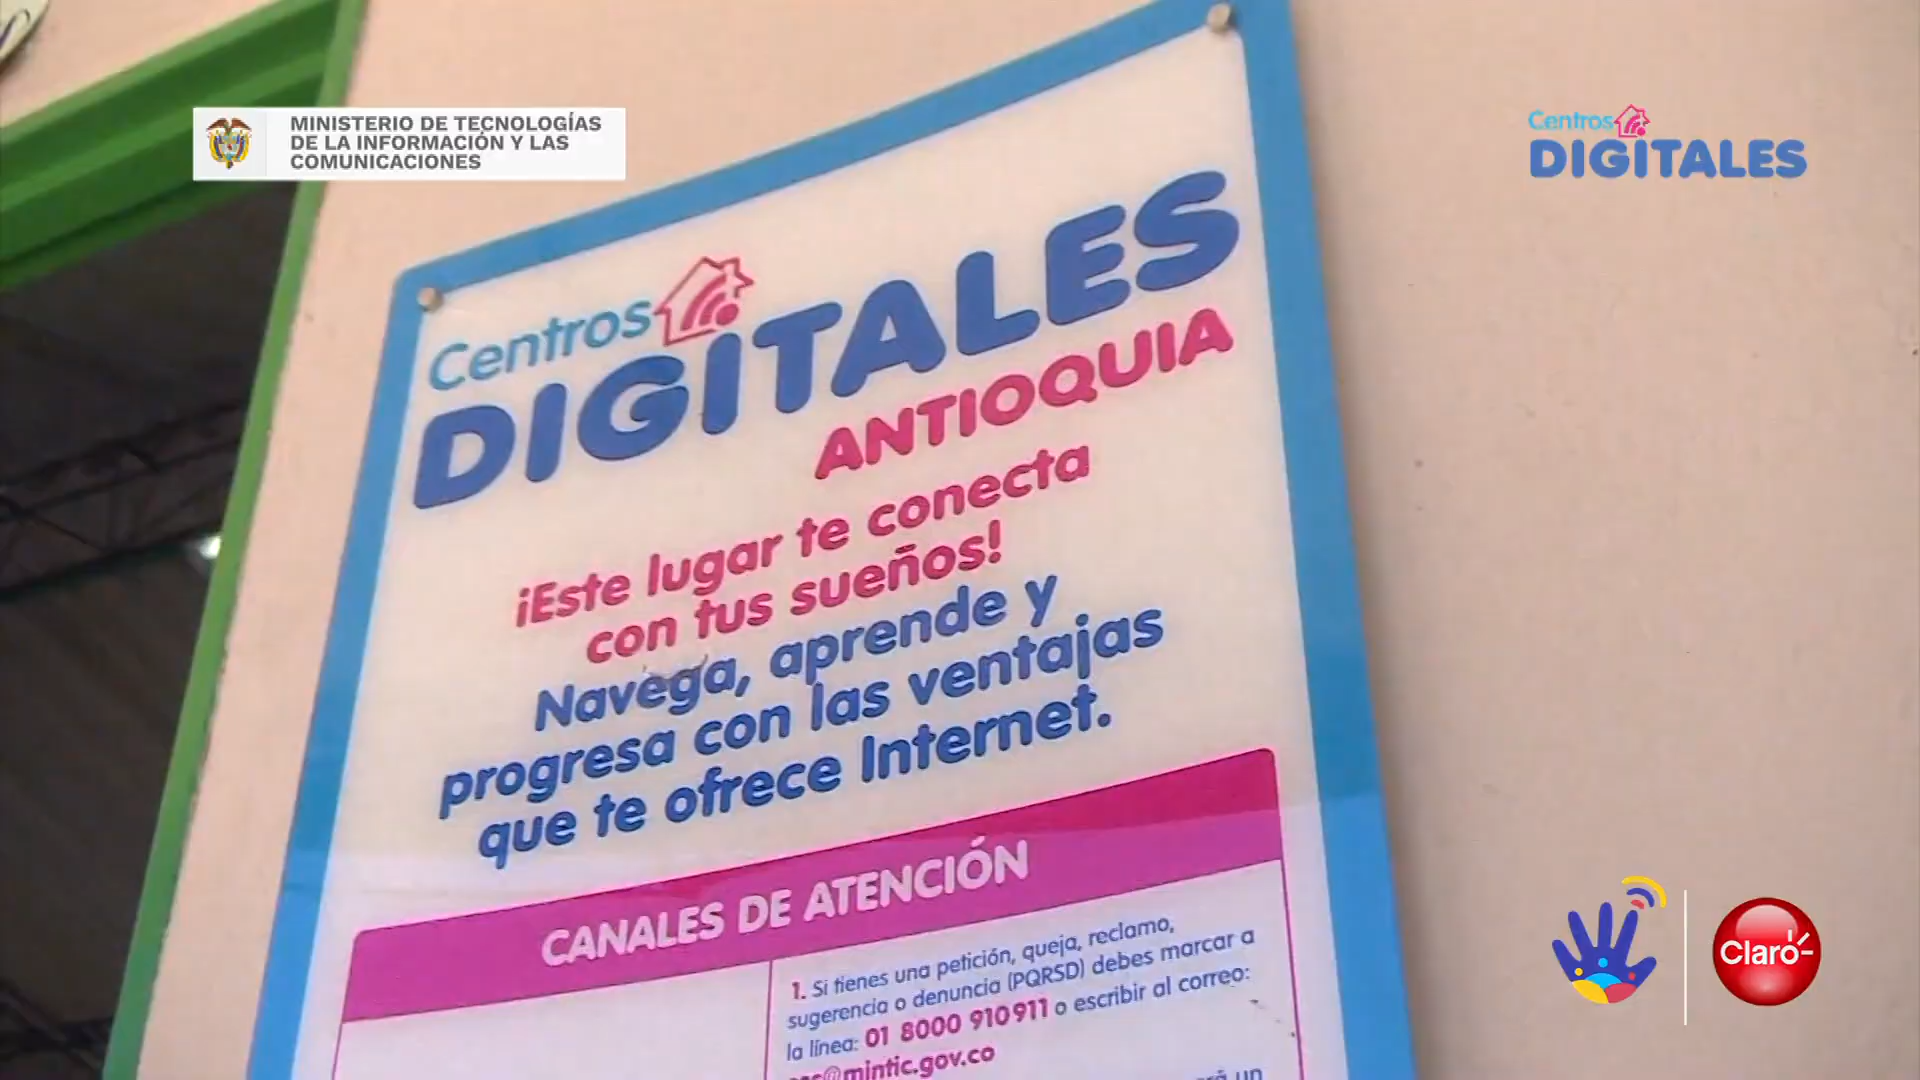 MINISTERIO DE TECNOLOGÍAS
DE LA INFORMACIÓN Y LAS
COMUNICACIONES
Centros
DIGITALES
Centros
DIGITALES
ANTIOQUIA
¡Este lugar te conecta
con tus sueños!
Navega, aprende y
progresa con las ventajas
que te ofrece Internet.
CANALES DE ATENCIÓN
1. Si tienes una petición, queja, reclamo,
sugerencia o denuncia (PQRSD) debes marcar a
la línea: 01 8000 910911 o escribir al correo:
@mintic.gov.co
un
Claro